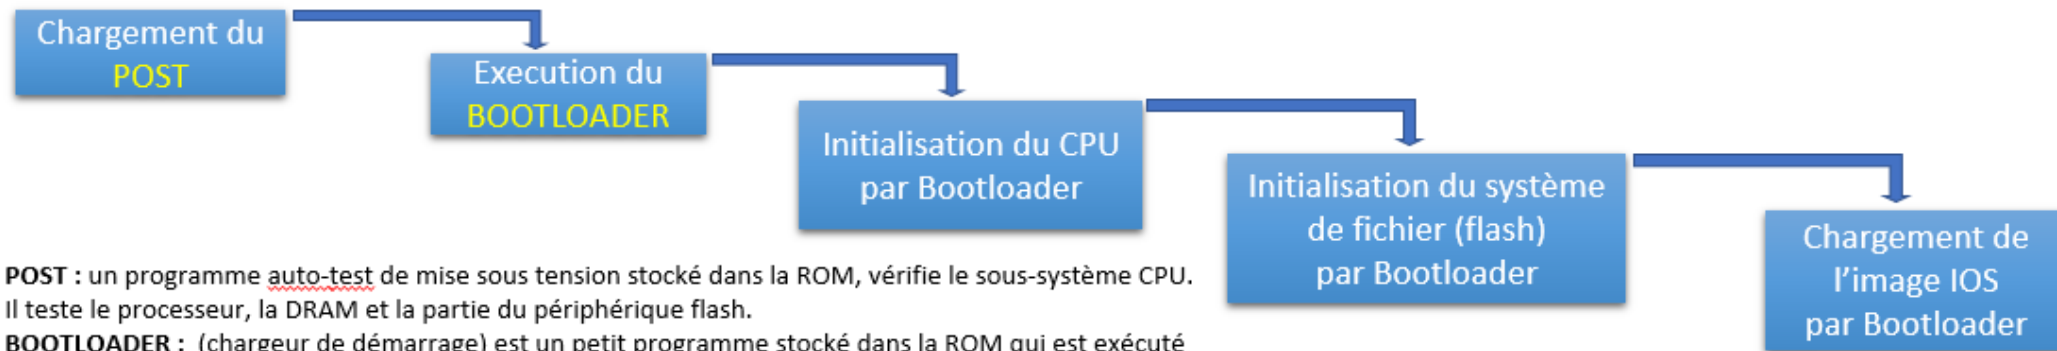 Chargement du
POST
Execution du
BOOTLOADER
Initialisation du CPU
par Bootloader
Initialisation du système
de fichier (flash)
par Bootloader
Chargement de
l'image IOS
par Bootloader
POST : un programme auto-test de mise sous tension stocké dans la ROM, vérifie le sous-système CPU.
Il teste le processeur, la DRAM et la partie du périphérique flash.
BOOTLOADER : (chargeur de démarrage) est un petit programme stocké dans la ROM qui est exécuté